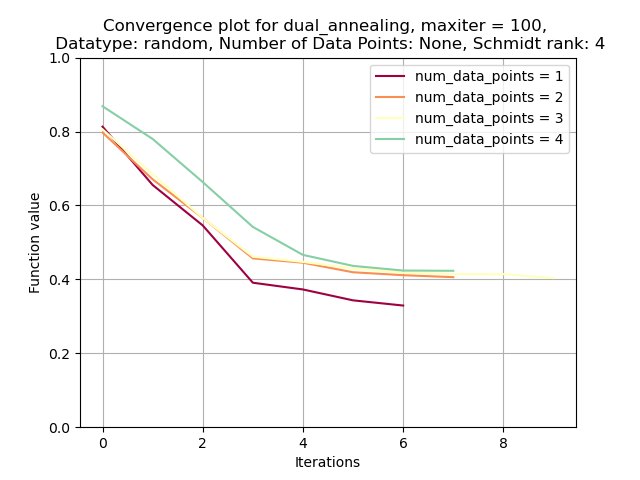 Convergence plot for dual_annealing, maxiter = 100,
Datatype: random, Number of Data Points: None, Schmidt rank: 4
num_data_points = 1
num_data_points = 2
num_data_points = 3
num_data_points = 4
Function value
1.0
0.8
0.6
0.4
0.2
0.0
0 2 4 6 8
Iterations